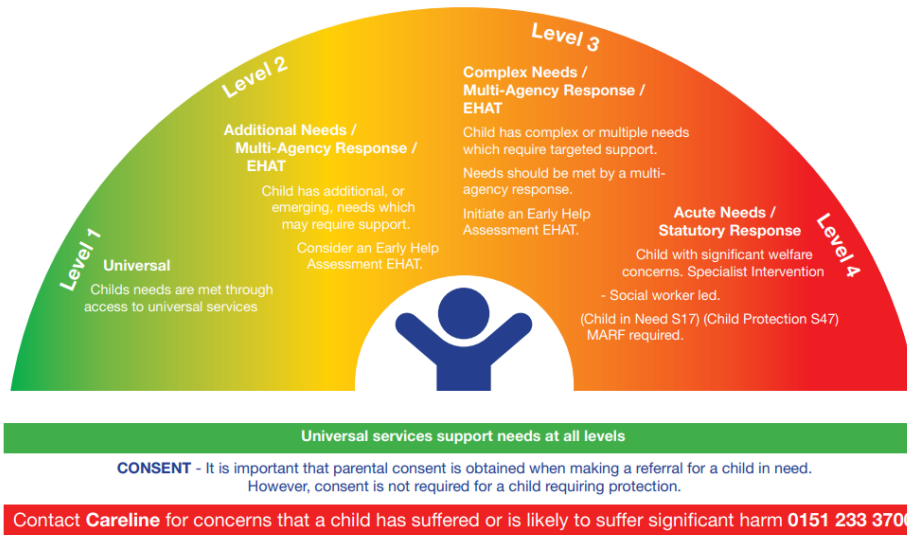 Level 1
Universal
Childs needs are met through
access to universal services
Level 2
Additional Needs /
Multi-Agency Response /
EHAT
Child has additional, or
emerging, needs which
may require support.
Consider an Early Help
Assessment EHAT.
Level 3
Complex Needs /
Multi-Agency Response /
EHAT
Child has complex or multiple needs
which require targeted support.
Needs should be met by a multi-
agency response.
Initiate an Early Help
Assessment EHAT.
Level 4
Acute Needs /
Statutory Response
Child with significant welfare
concerns. Specialist Intervention
- Social worker led.
(Child in Need S17) (Child Protection S47)
MARF required.
Universal services support needs at all levels
CONSENT - It is important that parental consent is obtained when making a referral for a child in need.
However, consent is not required for a child requiring protection.
Contact Careline for concerns that a child has suffered or is likely to suffer significant harm 0151 233 3700